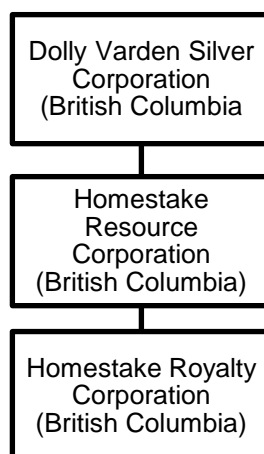 Dolly Varden Silver
Corporation
(British Columbia
Homestake
Resource
Corporation
(British Columbia)
Homestake Royalty
Corporation
(British Columbia)